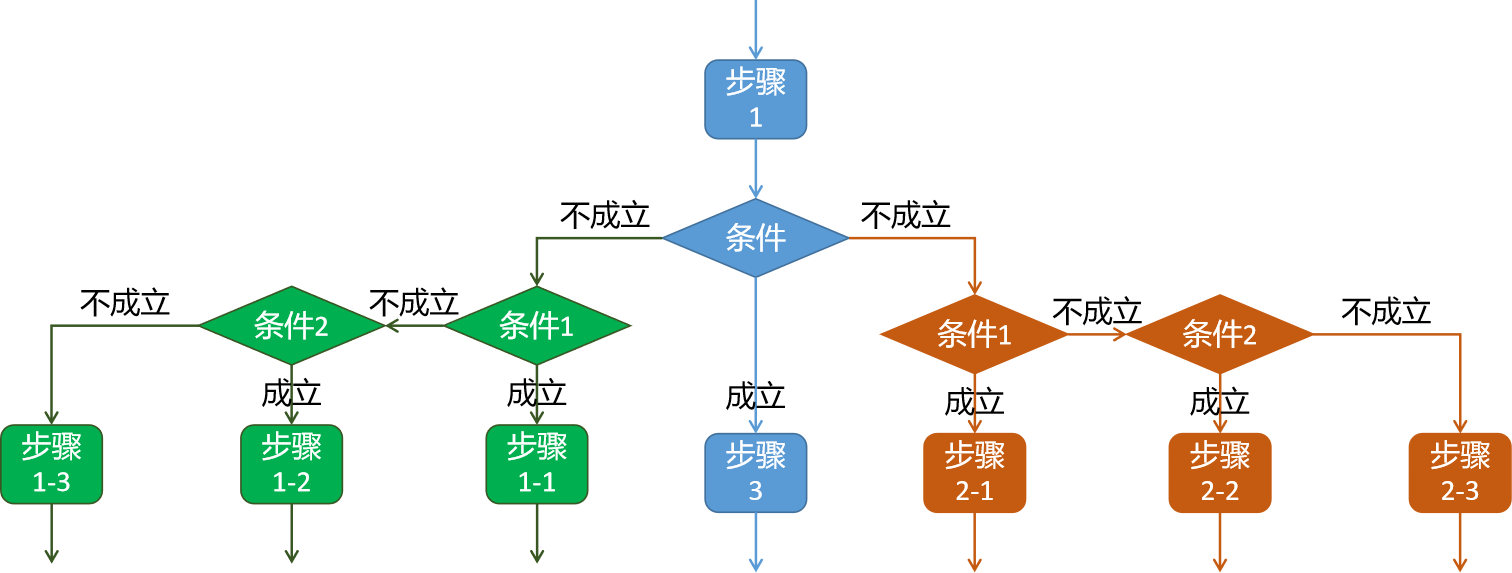 步骤
1
不成立
条件
不成立
不成立
条件2
不成立
条件1
条件1
不成立
条件2
不成立
成立
成立
成立
成立
成立
步骤
1-3
步骤
1-2
步骤
1-1
步骤
3
步骤
2-1
步骤
2-2
步骤
2-3